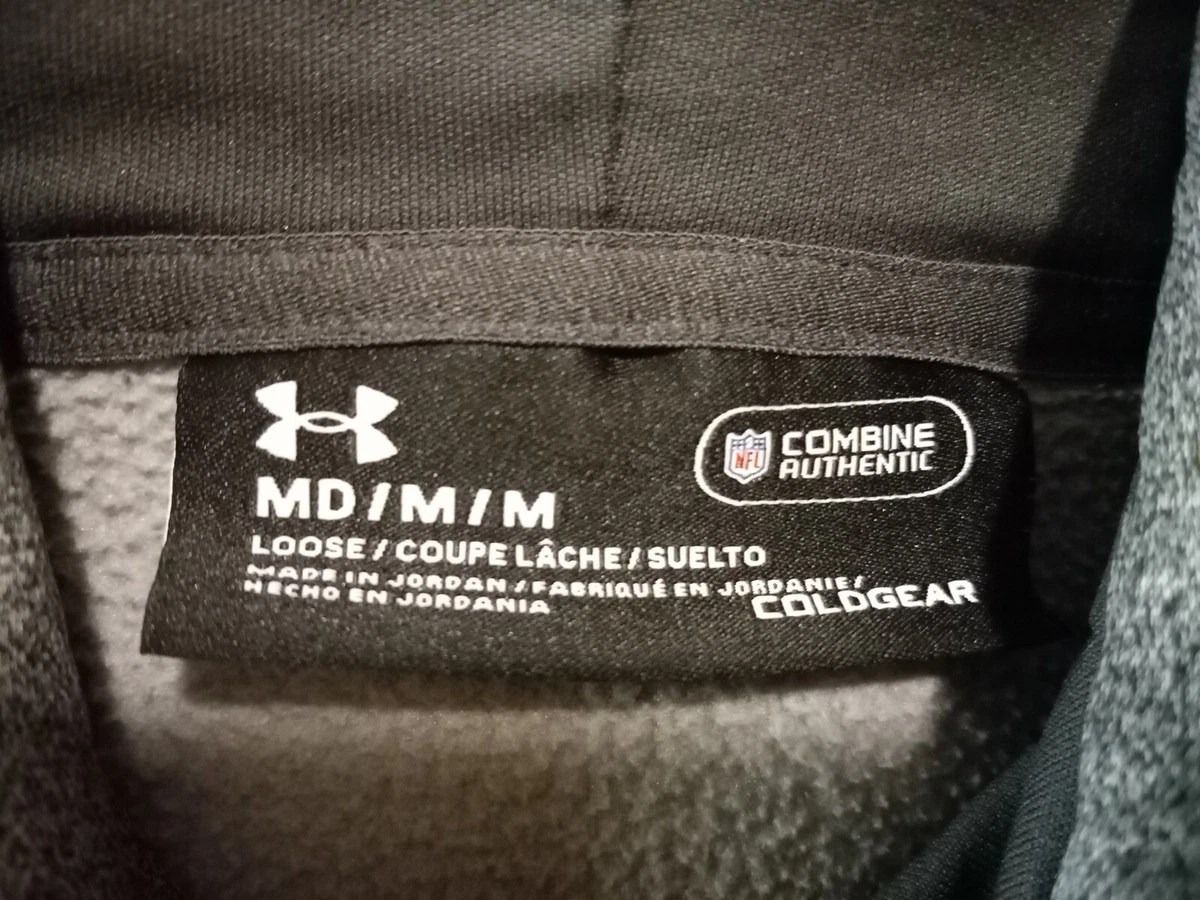 MD/M/M
LOOSE / COUPE LÂCHE / SUELTO
MADE IN JORDAN / FABRIQUÉ EN JORDANIE /
HECHO EN JORDANIA
NFL
COMBINE
AUTHENTIC
COLDGEAR